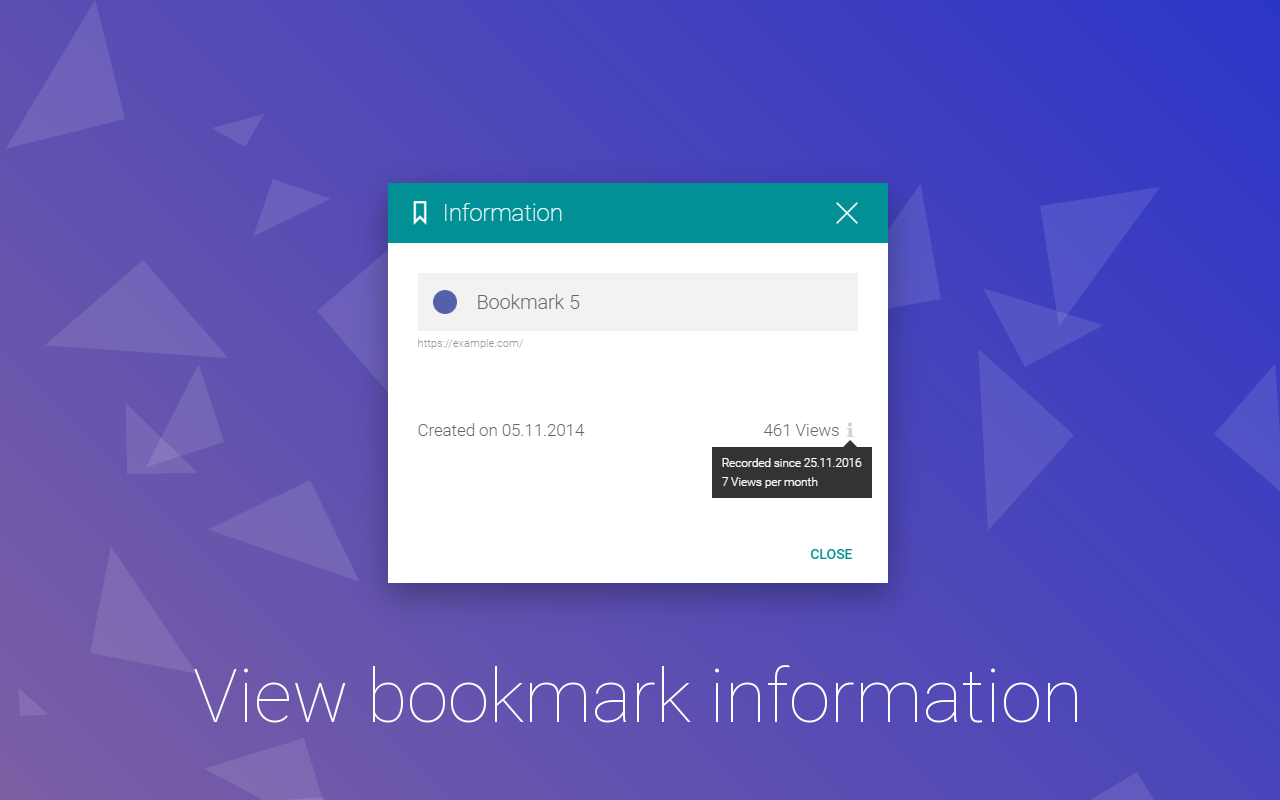 Information
Bookmark 5
https://example.com/
Created on 05.11.2014
461 Views
Recorded since 25.11.2016
7 Views per month
CLOSE
View bookmark information